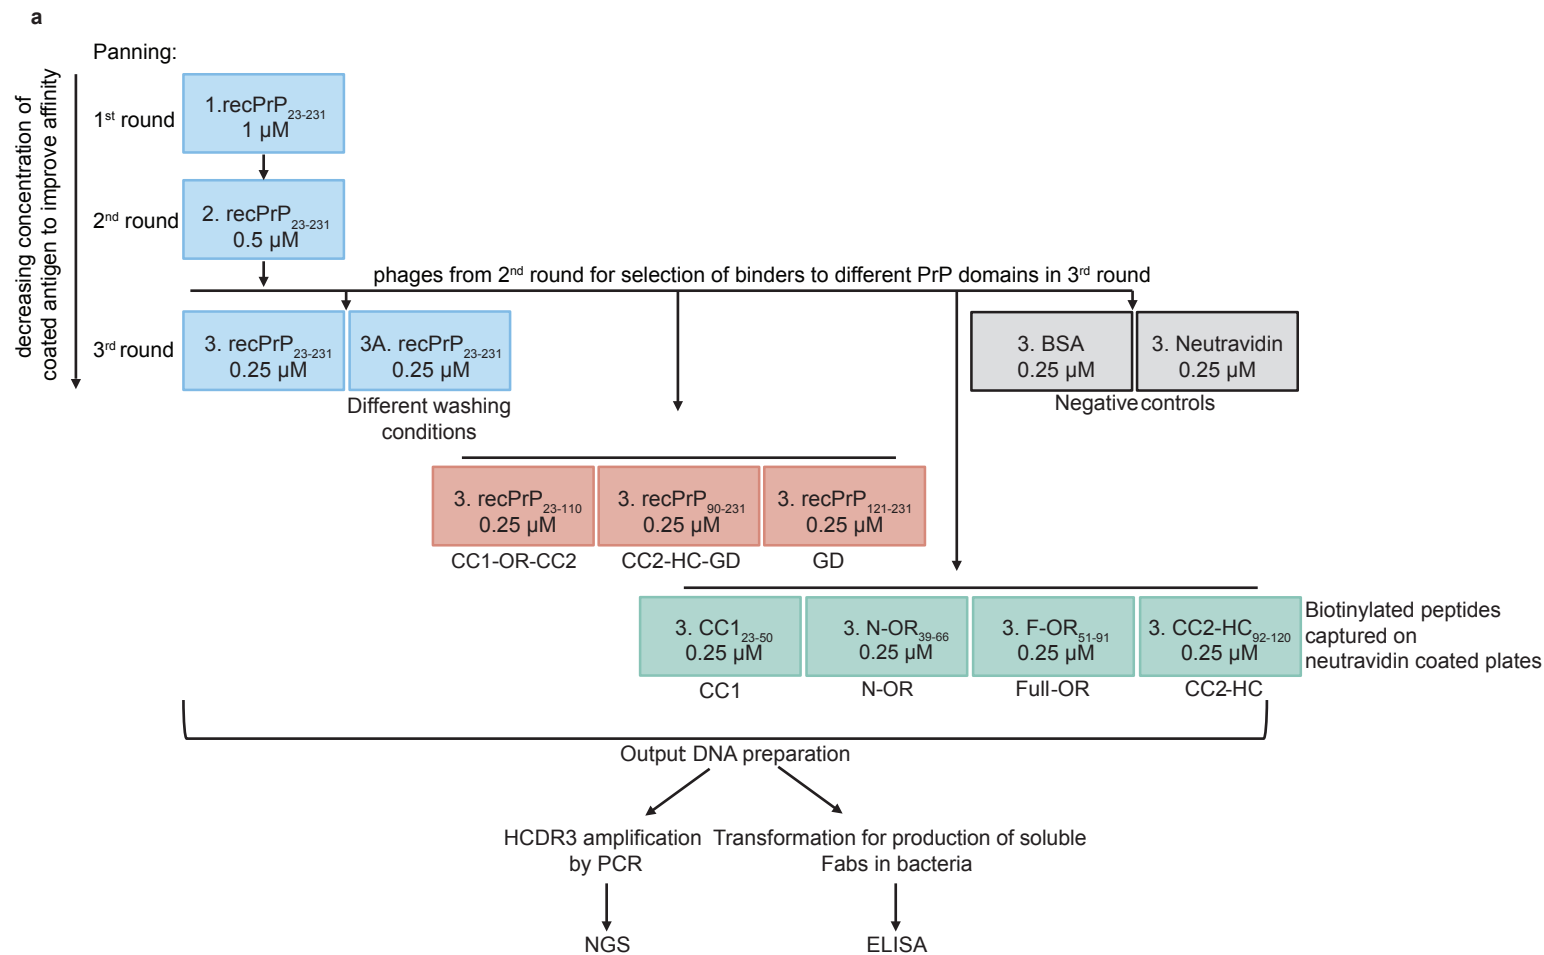 a
Panning:
decreasing concentration of
coated antigen to improve affinity
1st round
1.recPrP23-231
1 µM
2nd round
2. recPrP23-231
0.5 µM
phages from 2nd round for selection of binders to different PrP domains in 3rd round
3rd round
3. recPrP23-231
0.25 µM
3A. recPrP23-231
0.25 µM
Different washing
conditions
3. BSA
0.25 µM
3. Neutravidin
0.25 µM
Negative controls
3. recPrP23-110
0.25 µM
CC1-OR-CC2
3. recPrP90-231
0.25 µM
CC2-HC-GD
3. recPrP121-231
0.25 µM
GD
3. CC123-50
0.25 µM
CC1
3. N-OR39-66
0.25 µM
N-OR
3. F-OR51-91
0.25 µM
Full-OR
3. CC2-HC92-120
0.25 µM
CC2-HC
Biotinylated peptides
captured on
neutravidin coated plates
Output DNA preparation
HCDR3 amplification
by PCR
Transformation for production of soluble
Fabs in bacteria
NGS
ELISA